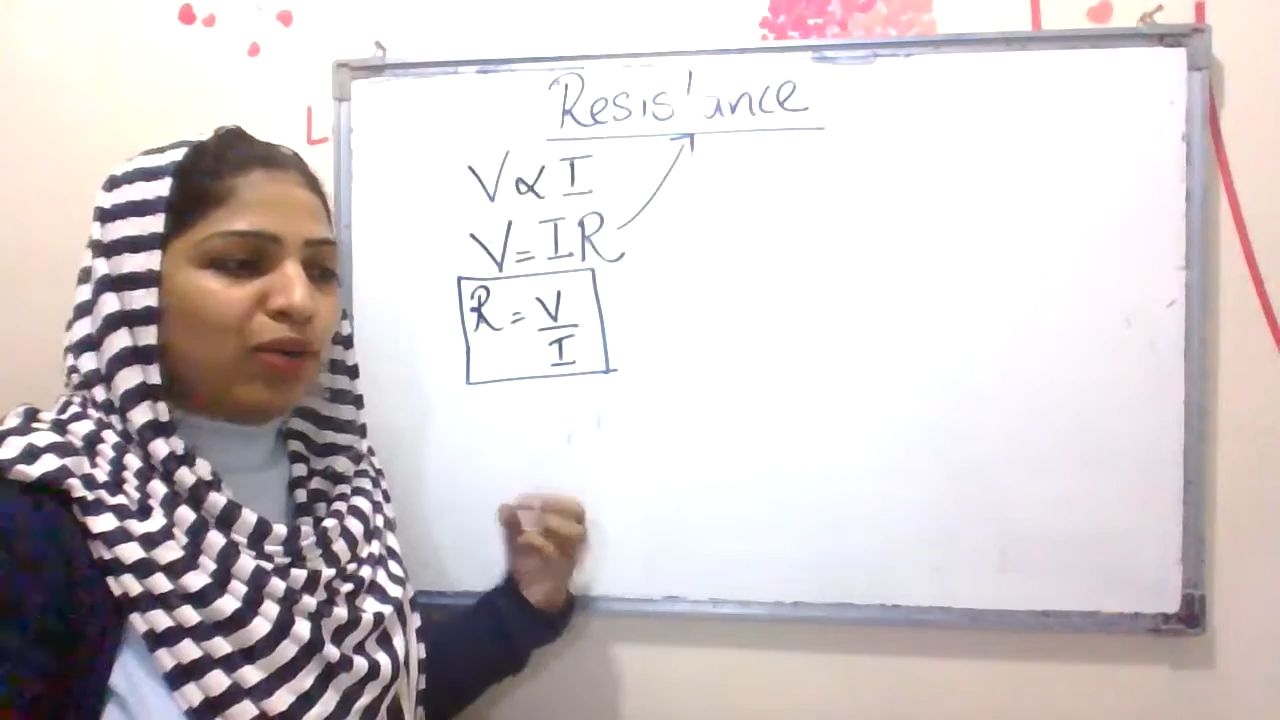 Resistance
V ∝ I
V = IR
R = V/I